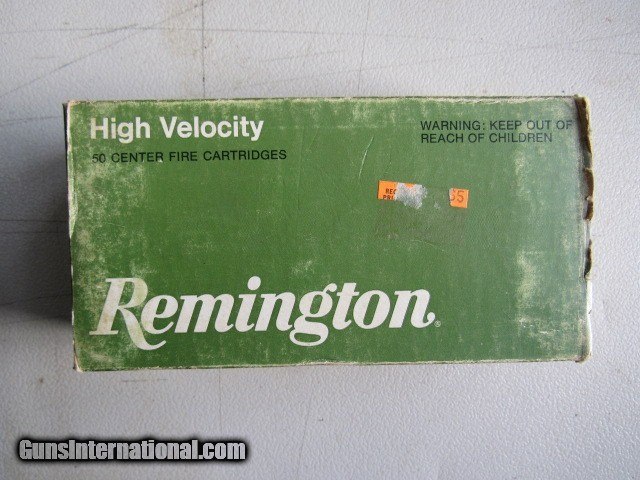 High Velocity
50 CENTER FIRE CARTRIDGES
WARNING: KEEP OUT OF
REACH OF CHILDREN
Remington®
GunsInternational.com